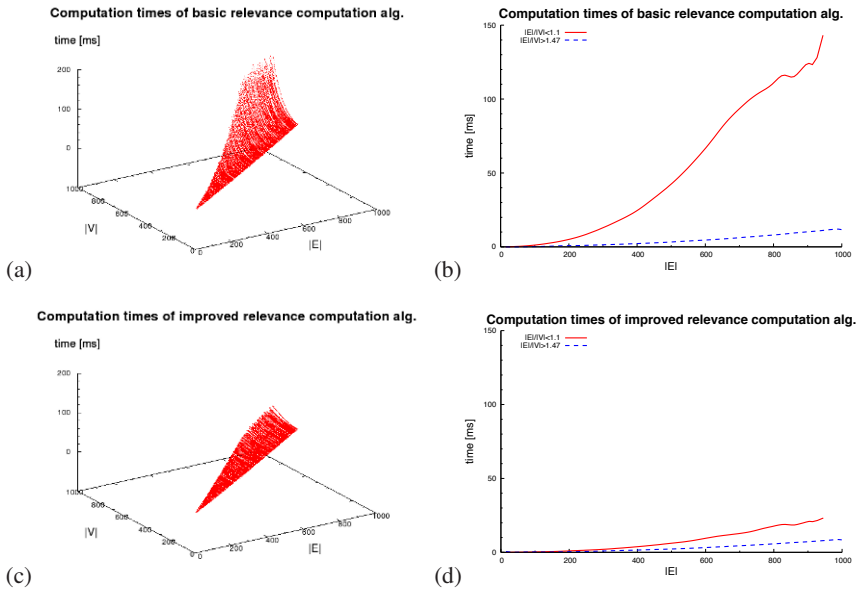 Computation times of basic relevance computation alg.
time [ms]
200
100
0
1000
800
600
400
200
0
|V|
0
200
400
600
800
1000
|E|
(a)
Computation times of basic relevance computation alg.
|E|/|V|<1.1
|E|/|V|>1.47
150
100
50
0
time [ms]
0
200
400
600
800
1000
|E|
(b)
Computation times of improved relevance computation alg.
time [ms]
200
100
0
1000
800
600
400
200
0
|V|
0
200
400
600
800
1000
|E|
(c)
Computation times of improved relevance computation alg.
|E|/|V|<1.1
|E|/|V|>1.47
150
100
50
0
time [ms]
0
200
400
600
800
1000
|E|
(d)